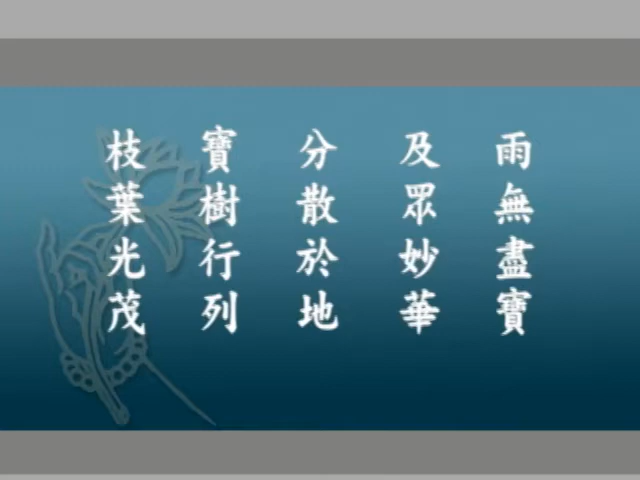 雨無盡寶
及眾妙華
分散於地
寶樹行列
枝葉光茂